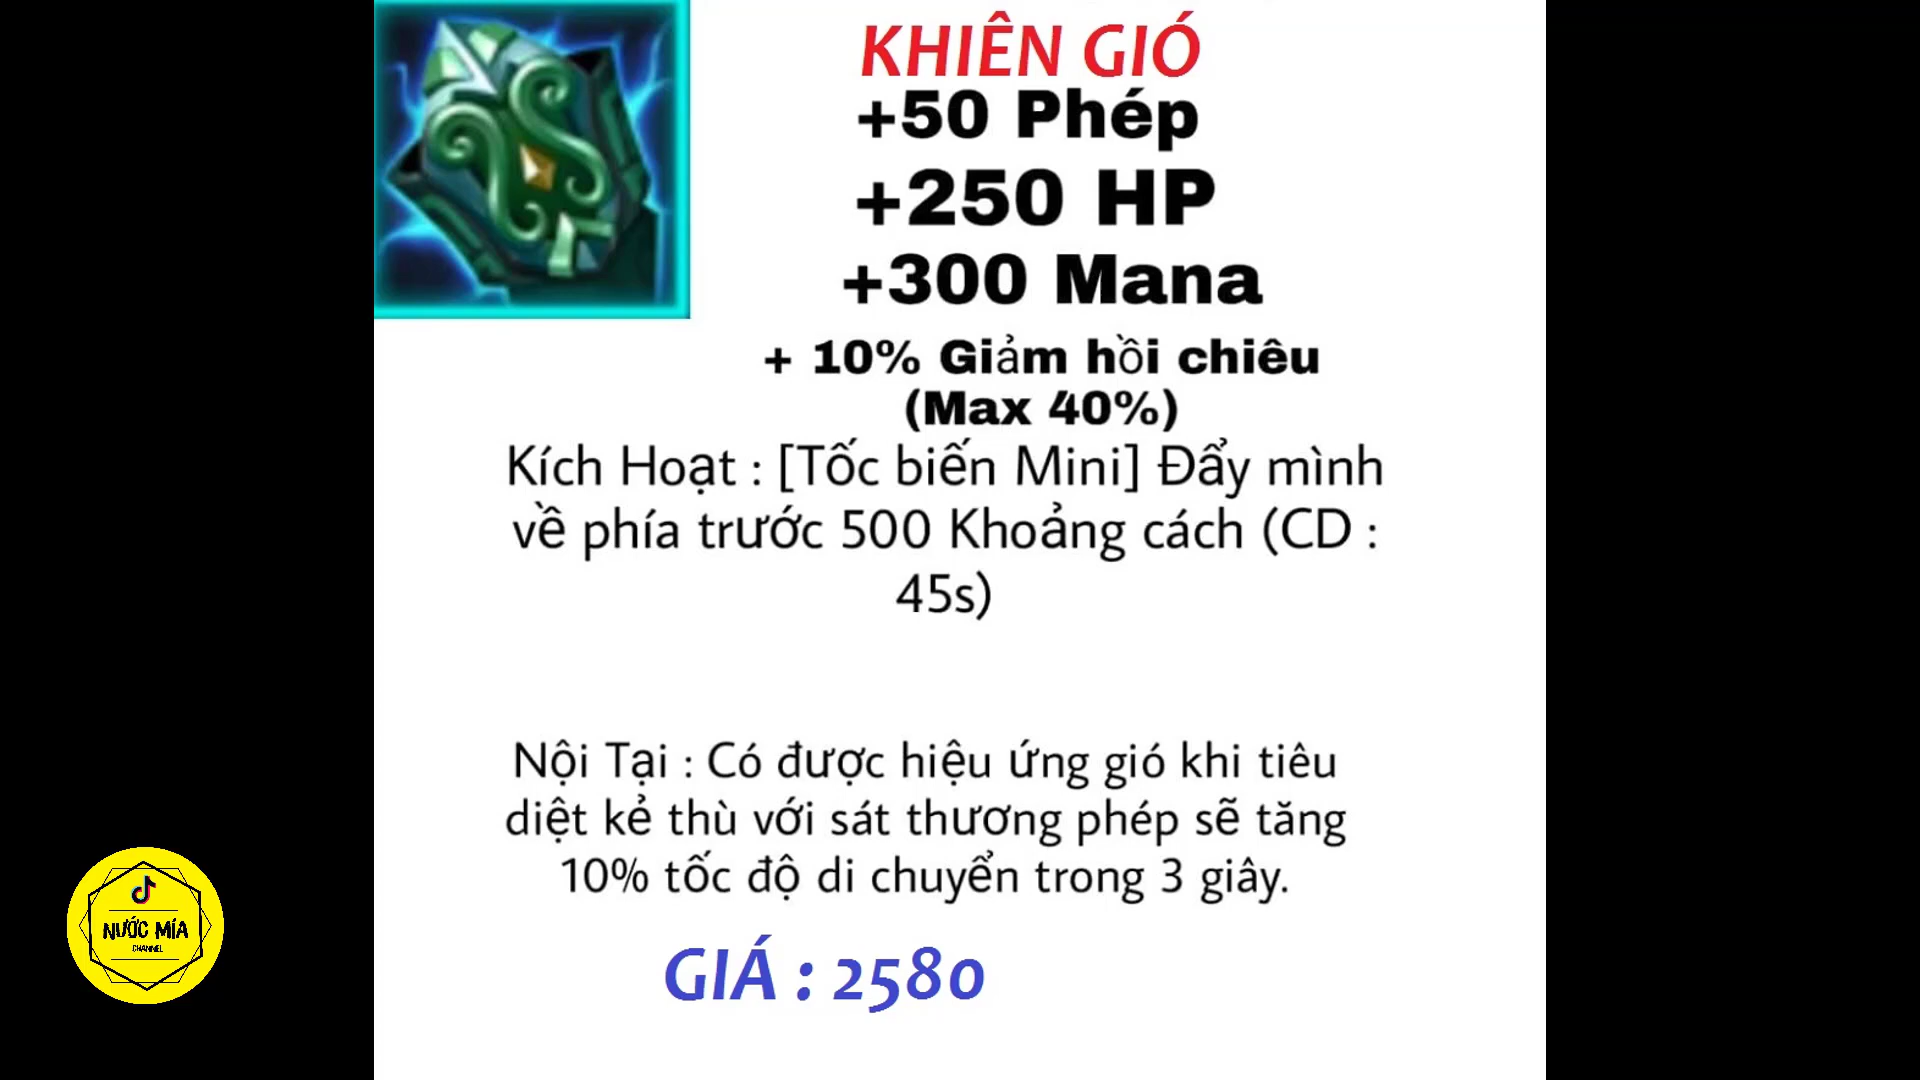 KHIÊN GIÓ
+50 Phép
+250 HP
+300 Mana
+ 10% Giảm hồi chiêu
(Max 40%)
Kích Hoạt : [Tốc biến Mini] Đẩy mình
về phía trước 500 Khoảng cách (CD :
45s)
Nội Tại : Có được hiệu ứng gió khi tiêu
diệt kẻ thù với sát thương phép sẽ tăng
10% tốc độ di chuyển trong 3 giây.
NƯỚC MÍA
CHANNEL
GIÁ : 2580